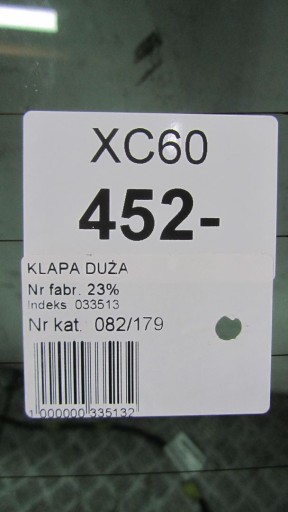 XC60
452-
KLAPA DUŻA
Nr fabr. 23%
Indeks 033513
Nr kat. 082/179
1 000000 335132